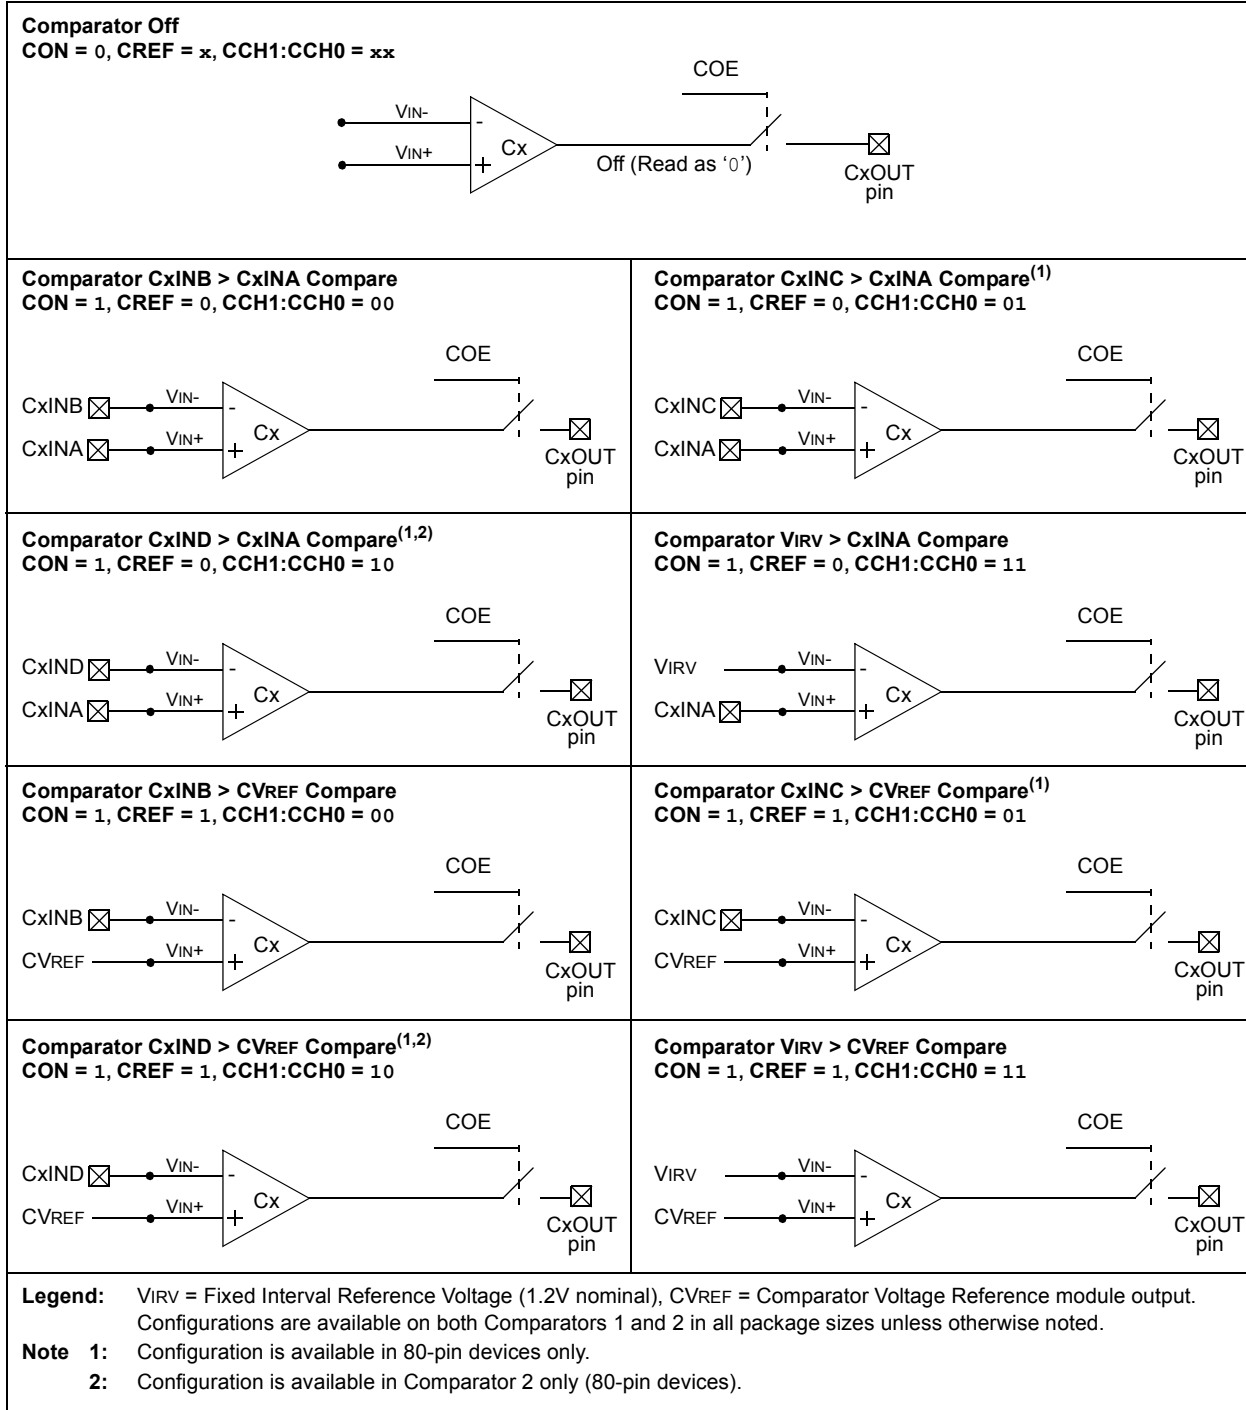 Comparator Off
CON = 0, CREF = x, CCH1:CCH0 = xx
COE
VIN-
-
Cx
VIN+
+
Off (Read as ‘0’)
CxOUT
pin
Comparator CxINB > CxINA Compare
CON = 1, CREF = 0, CCH1:CCH0 = 00
COE
CxINB
VIN-
-
Cx
CxINA
VIN+
+
CxOUT
pin
Comparator CxINC > CxINA Compare(1)
CON = 1, CREF = 0, CCH1:CCH0 = 01
COE
CxINC
VIN-
-
Cx
CxINA
VIN+
+
CxOUT
pin
Comparator CxIND > CxINA Compare(1,2)
CON = 1, CREF = 0, CCH1:CCH0 = 10
COE
CxIND
VIN-
-
Cx
CxINA
VIN+
+
CxOUT
pin
Comparator VIRV > CxINA Compare
CON = 1, CREF = 0, CCH1:CCH0 = 11
COE
VIRV
VIN-
-
Cx
CxINA
VIN+
+
CxOUT
pin
Comparator CxINB > CVREF Compare
CON = 1, CREF = 1, CCH1:CCH0 = 00
COE
CxINB
VIN-
-
Cx
CVREF
VIN+
+
CxOUT
pin
Comparator CxINC > CVREF Compare(1)
CON = 1, CREF = 1, CCH1:CCH0 = 01
COE
CxINC
VIN-
-
Cx
CVREF
VIN+
+
CxOUT
pin
Comparator CxIND > CVREF Compare(1,2)
CON = 1, CREF = 1, CCH1:CCH0 = 10
COE
CxIND
VIN-
-
Cx
CVREF
VIN+
+
CxOUT
pin
Comparator VIRV > CVREF Compare
CON = 1, CREF = 1, CCH1:CCH0 = 11
COE
VIRV
VIN-
-
Cx
CVREF
VIN+
+
CxOUT
pin
Legend: VIRV = Fixed Interval Reference Voltage (1.2V nominal), CVREF = Comparator Voltage Reference module output.
Configurations are available on both Comparators 1 and 2 in all package sizes unless otherwise noted.
Note 1: Configuration is available in 80-pin devices only.
2: Configuration is available in Comparator 2 only (80-pin devices).